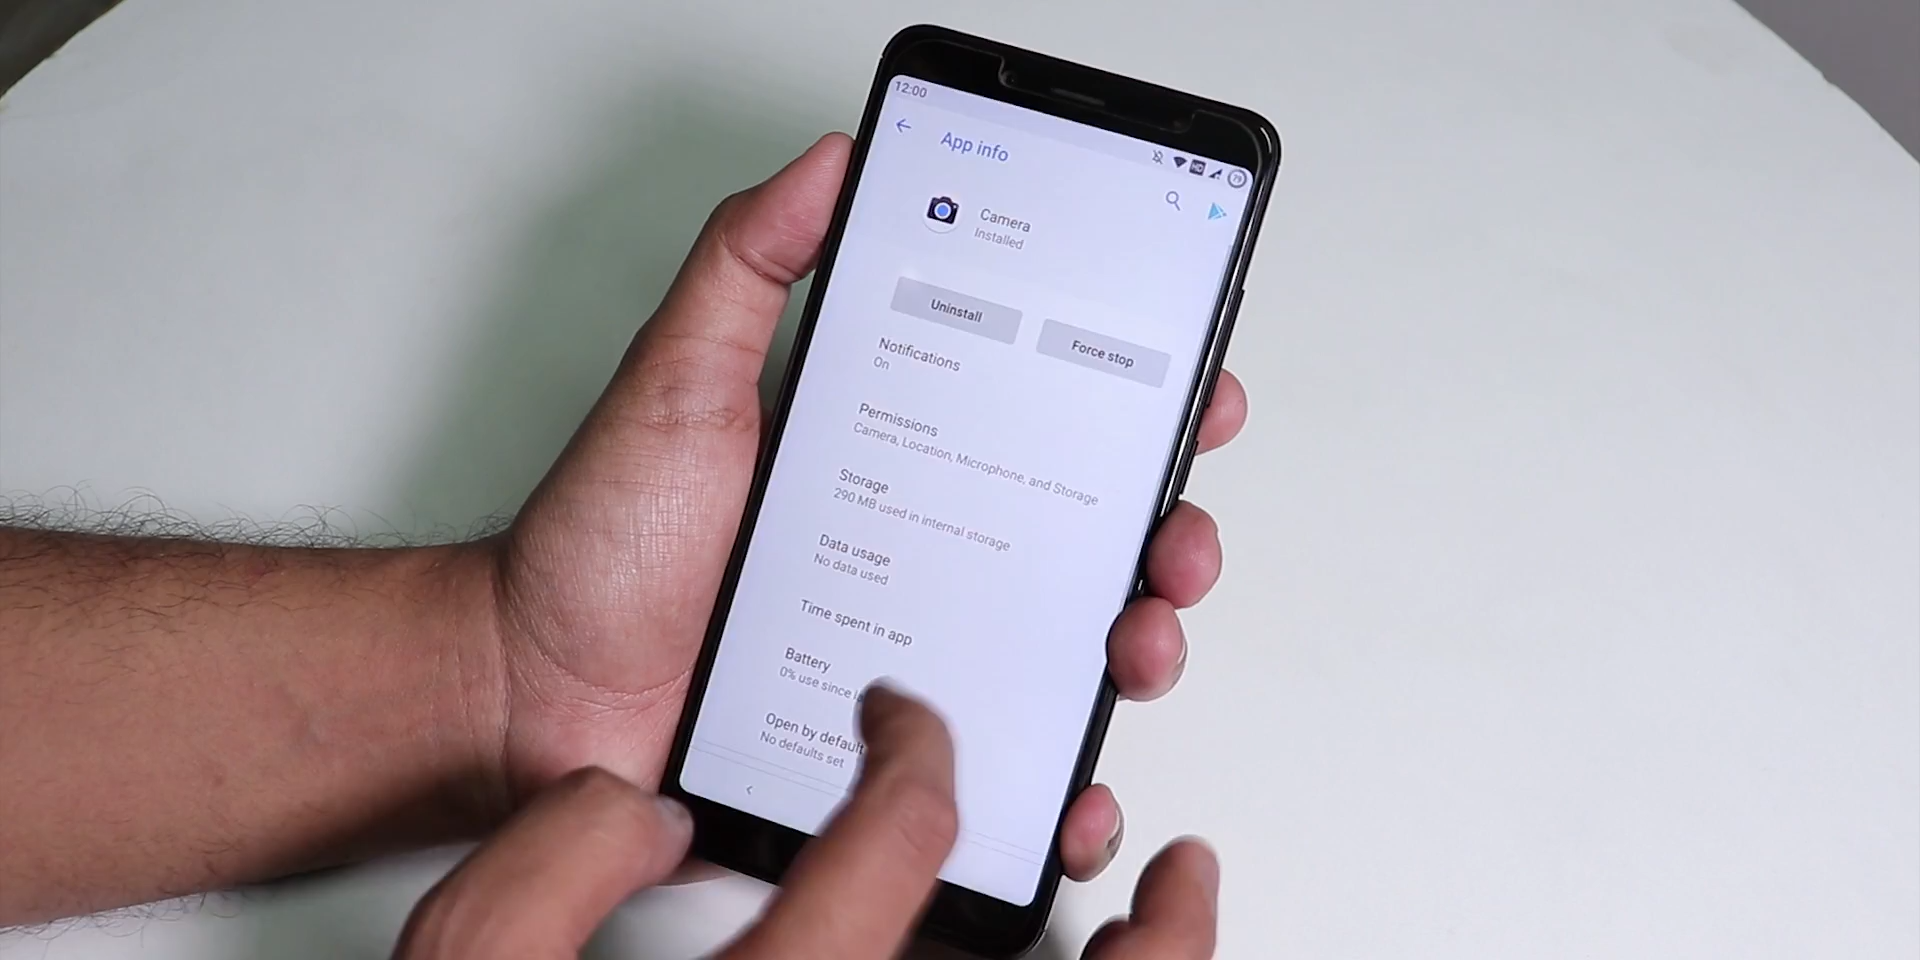 12:00
HD
79
App info
Camera
Installed
Uninstall
Force stop
Notifications
On
Permissions
Camera, Location, Microphone, and Storage
Storage
290 MB used in internal storage
Data usage
No data used
Time spent in app
Battery
0% use since
Open by default
No defaults set